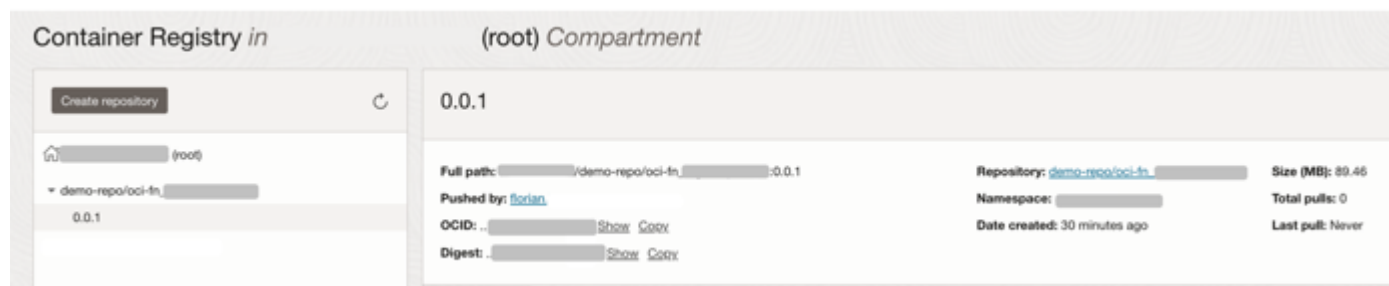 Container Registry in (root) Compartment
Create repository
(root)
demo-repo/oci-fn_
0.0.1
0.0.1
Full path: /demo-repo/oci-fn_ :0.0.1
Pushed by: florian.
OCID: .. Show Copy
Digest: .. Show Copy
Repository: demo-repo/oci-fn_
Namespace:
Date created: 30 minutes ago
Size (MB): 89.46
Total pulls: 0
Last pull: Never